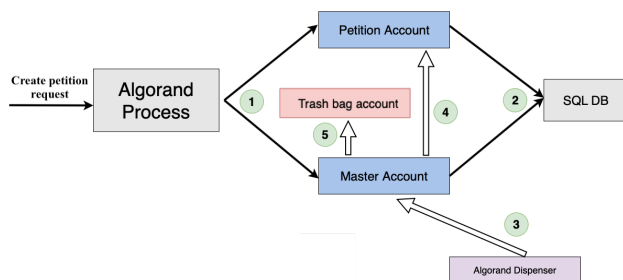 Petition Account
Create petition
request
Algorand
Process
1
Trash bag account
4
2
SQL DB
5
Master Account
3
Algorand Dispenser